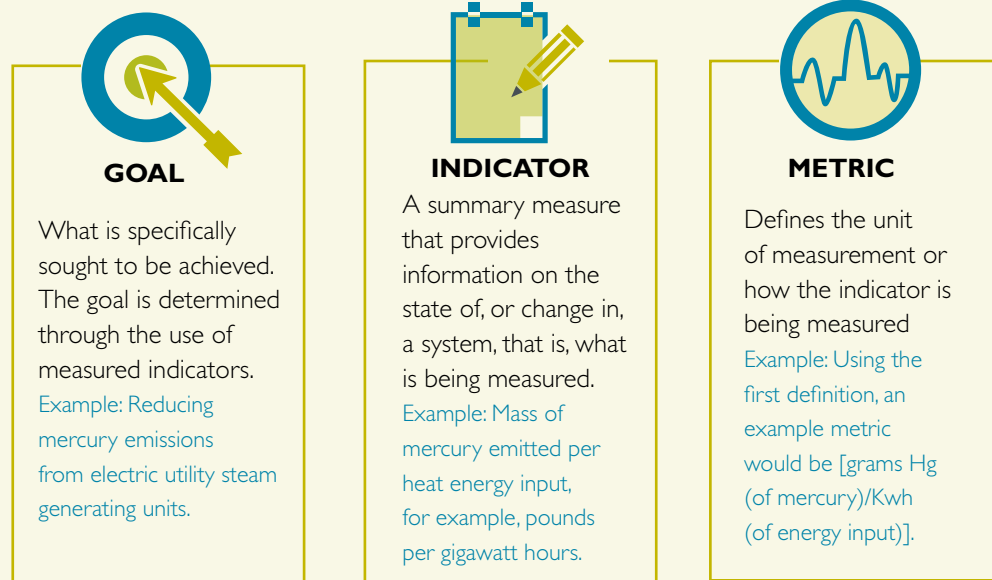 GOAL
What is specifically
sought to be achieved.
The goal is determined
through the use of
measured indicators.
Example: Reducing
mercury emissions
from electric utility steam
generating units.
INDICATOR
A summary measure
that provides
information on the
state of, or change in,
a system, that is, what
is being measured.
Example: Mass of
mercury emitted per
heat energy input,
for example, pounds
per gigawatt hours.
METRIC
Defines the unit
of measurement or
how the indicator is
being measured
Example: Using the
first definition, an
example metric
would be [grams Hg
(of mercury)/Kwh
(of energy input)].